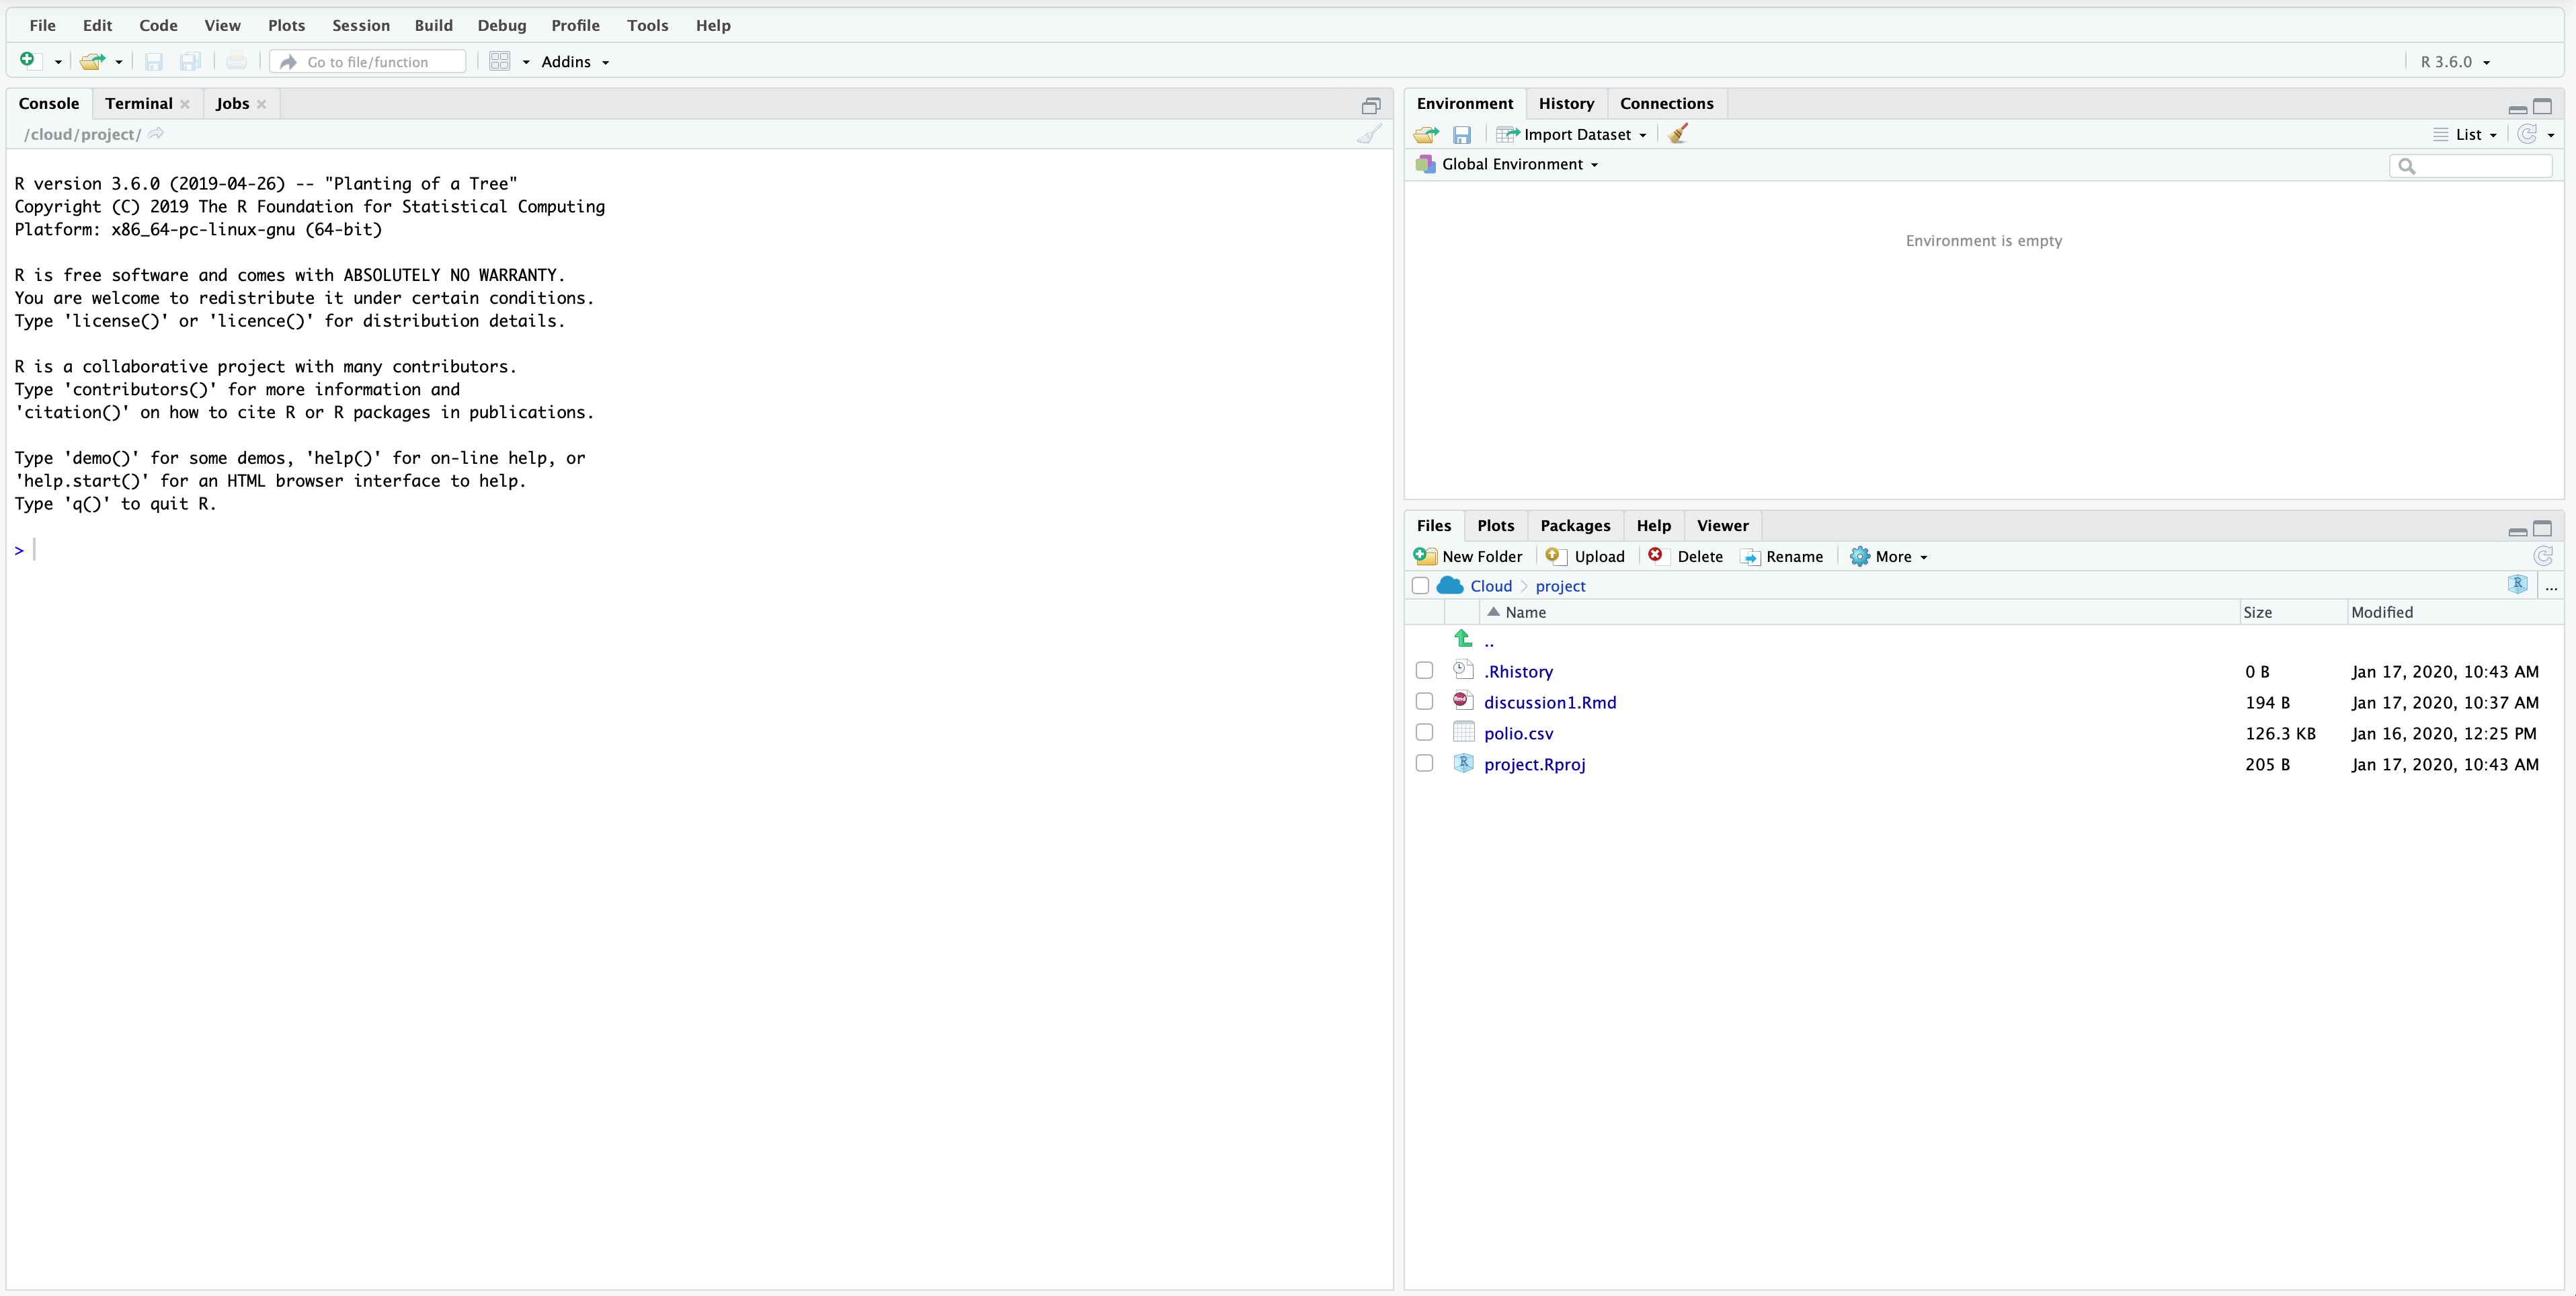 File Edit Code View Plots Session Build Debug Profile Tools Help
Go to file/function Addins R 3.6.0
Console Terminal Jobs
/cloud/project/
R version 3.6.0 (2019-04-26) -- "Planting of a Tree"
Copyright (C) 2019 The R Foundation for Statistical Computing
Platform: x86_64-pc-linux-gnu (64-bit)
R is free software and comes with ABSOLUTELY NO WARRANTY.
You are welcome to redistribute it under certain conditions.
Type 'license()' or 'licence()' for distribution details.
R is a collaborative project with many contributors.
Type 'contributors()' for more information and
'citation()' on how to cite R or R packages in publications.
Type 'demo()' for some demos, 'help()' for on-line help, or
'help.start()' for an HTML browser interface to help.
Type 'q()' to quit R.
>
Environment History Connections
Import Dataset List
Global Environment
Environment is empty
Files Plots Packages Help Viewer
New Folder Upload Delete Rename More
Cloud project R ...
Name Size Modified
..
.Rhistory 0 B Jan 17, 2020, 10:43 AM
discussion1.Rmd 194 B Jan 17, 2020, 10:37 AM
polio.csv 126.3 KB Jan 16, 2020, 12:25 PM
R project.Rproj 205 B Jan 17, 2020, 10:43 AM